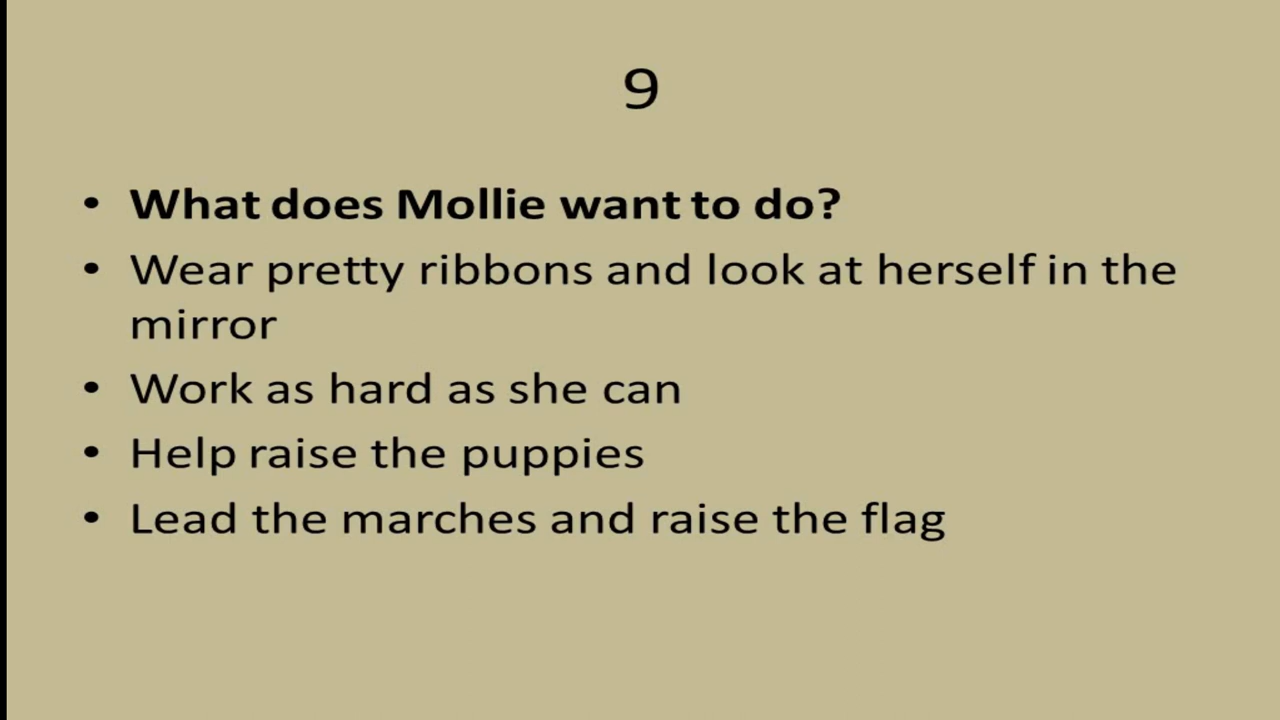 9
• What does Mollie want to do?
• Wear pretty ribbons and look at herself in the
mirror
• Work as hard as she can
• Help raise the puppies
• Lead the marches and raise the flag